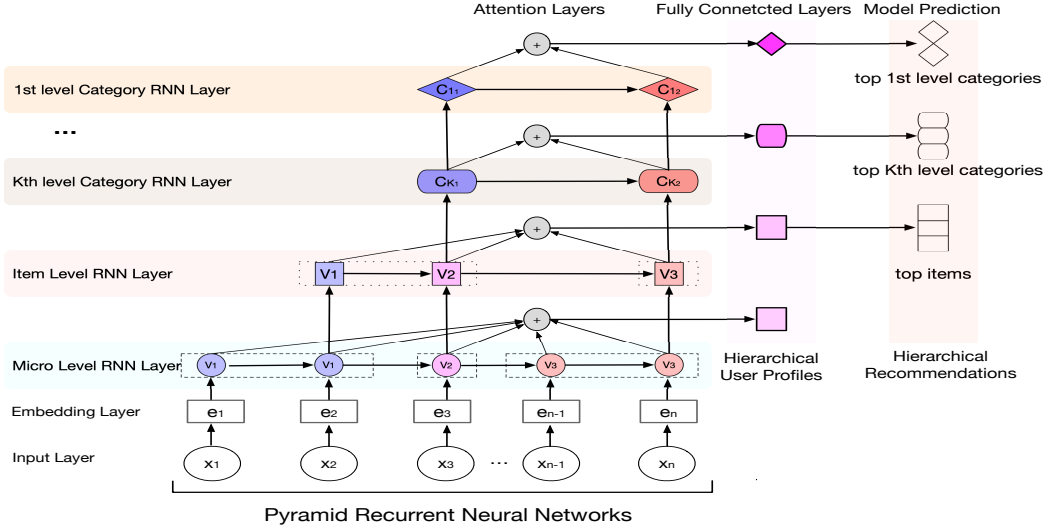 Attention Layers
Fully Connetcted Layers
Model Prediction
+
top 1st level categories
1st level Category RNN Layer
C11
C12
...
+
top Kth level categories
Kth level Category RNN Layer
CK1
CK2
+
Item Level RNN Layer
V1
V2
V3
top items
+
Micro Level RNN Layer
V1
V1
V2
V3
V3
Hierarchical
User Profiles
Hierarchical
Recommendations
Embedding Layer
e1
e2
e3
en-1
en
Input Layer
x1
x2
x3
...
xn-1
xn
Pyramid Recurrent Neural Networks